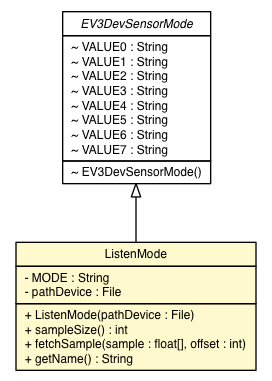 EV3DevSensorMode
~ VALUE0 : String
~ VALUE1 : String
~ VALUE2 : String
~ VALUE3 : String
~ VALUE4 : String
~ VALUE5 : String
~ VALUE6 : String
~ VALUE7 : String
~ EV3DevSensorMode()
ListenMode
- MODE : String
- pathDevice : File
+ ListenMode(pathDevice : File)
+ sampleSize() : int
+ fetchSample(sample : float[], offset : int)
+ getName() : String